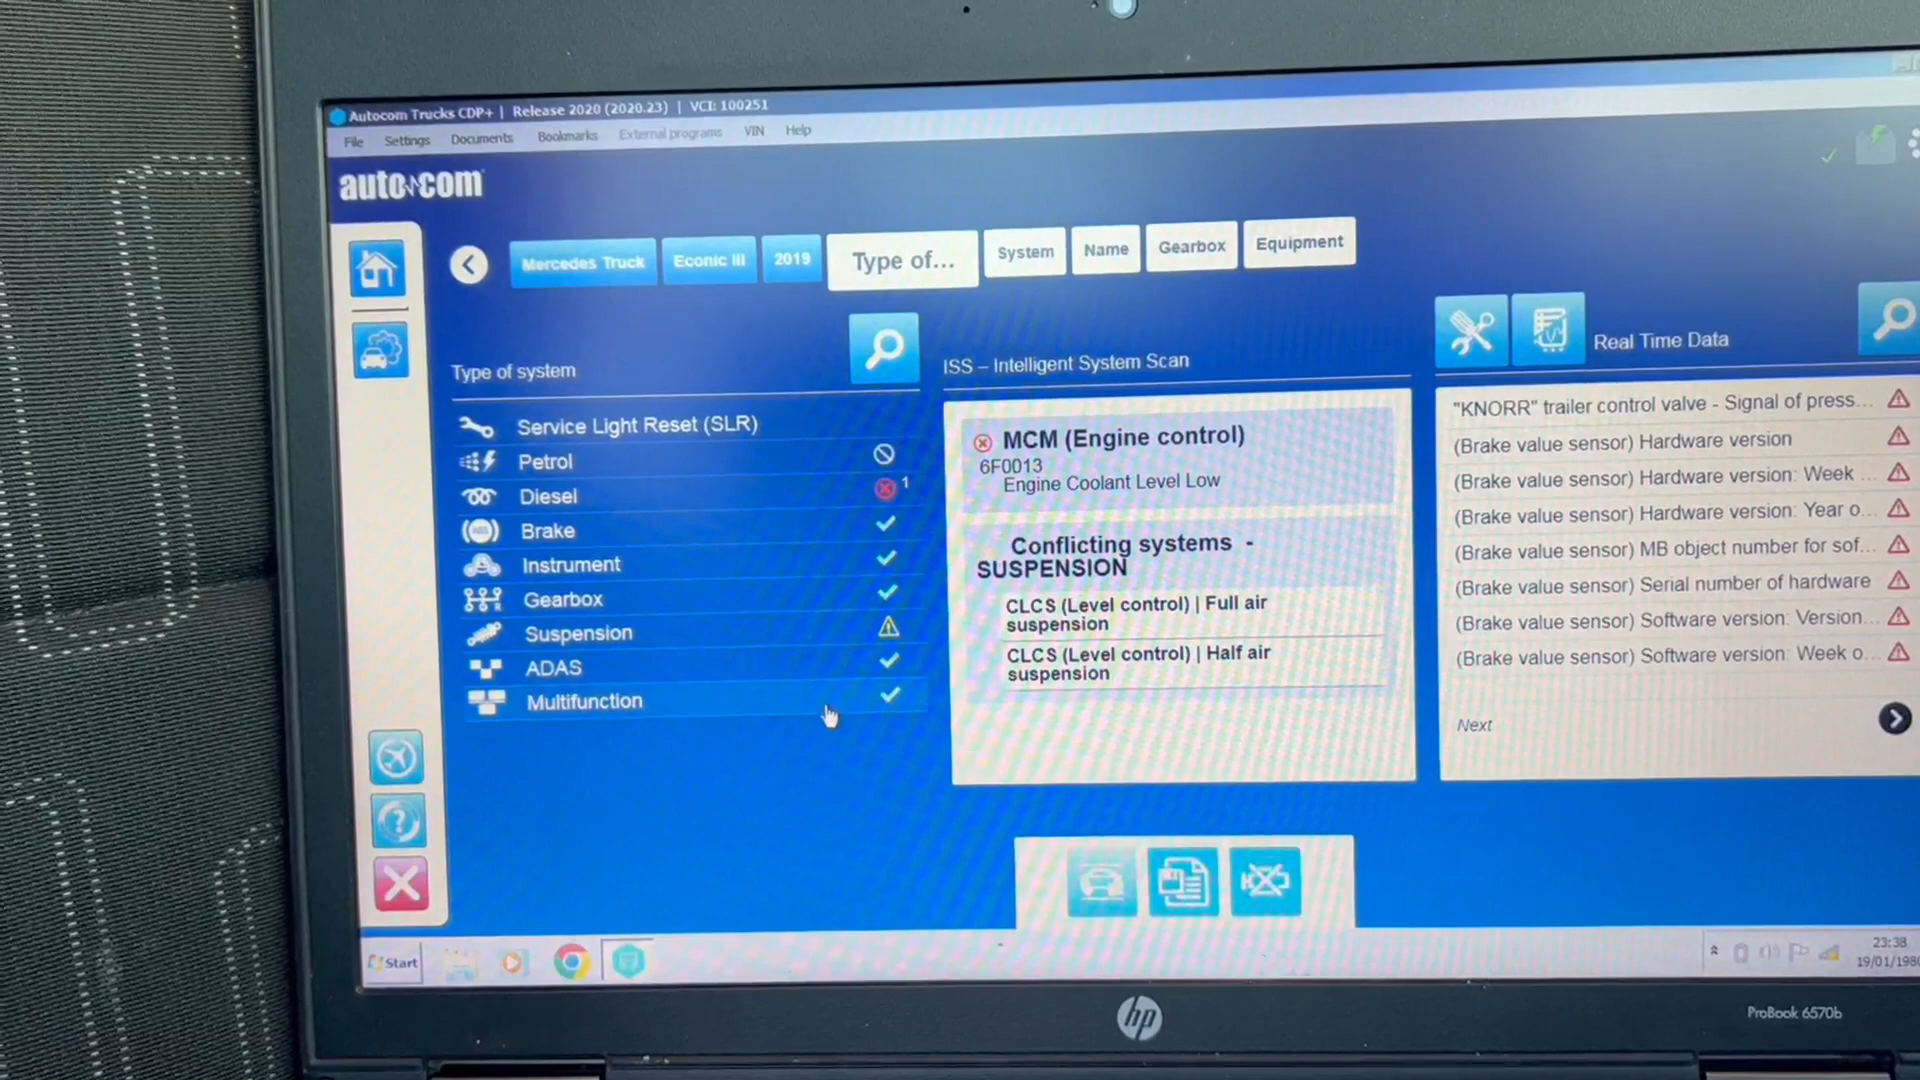 Autocom Trucks CDP+ | Release 2020 (2020.23) | VCI: 100251
File Settings Documents Bookmarks External programs VIN Help
auto com
Mercedes Truck Econic III 2019 Type of... System Name Gearbox Equipment
Type of system
Service Light Reset (SLR)
Petrol
Diesel 1
Brake
Instrument
Gearbox
Suspension
ADAS
Multifunction
ISS – Intelligent System Scan
MCM (Engine control)
6F0013
Engine Coolant Level Low
Conflicting systems -
SUSPENSION
CLCS (Level control) | Full air
suspension
CLCS (Level control) | Half air
suspension
Real Time Data
"KNORR" trailer control valve - Signal of press...
(Brake value sensor) Hardware version
(Brake value sensor) Hardware version: Week ...
(Brake value sensor) Hardware version: Year o...
(Brake value sensor) MB object number for sof...
(Brake value sensor) Serial number of hardware
(Brake value sensor) Software version: Version...
(Brake value sensor) Software version: Week o...
Next
Start
23:38
19/01/1980
hp
ProBook 6570b